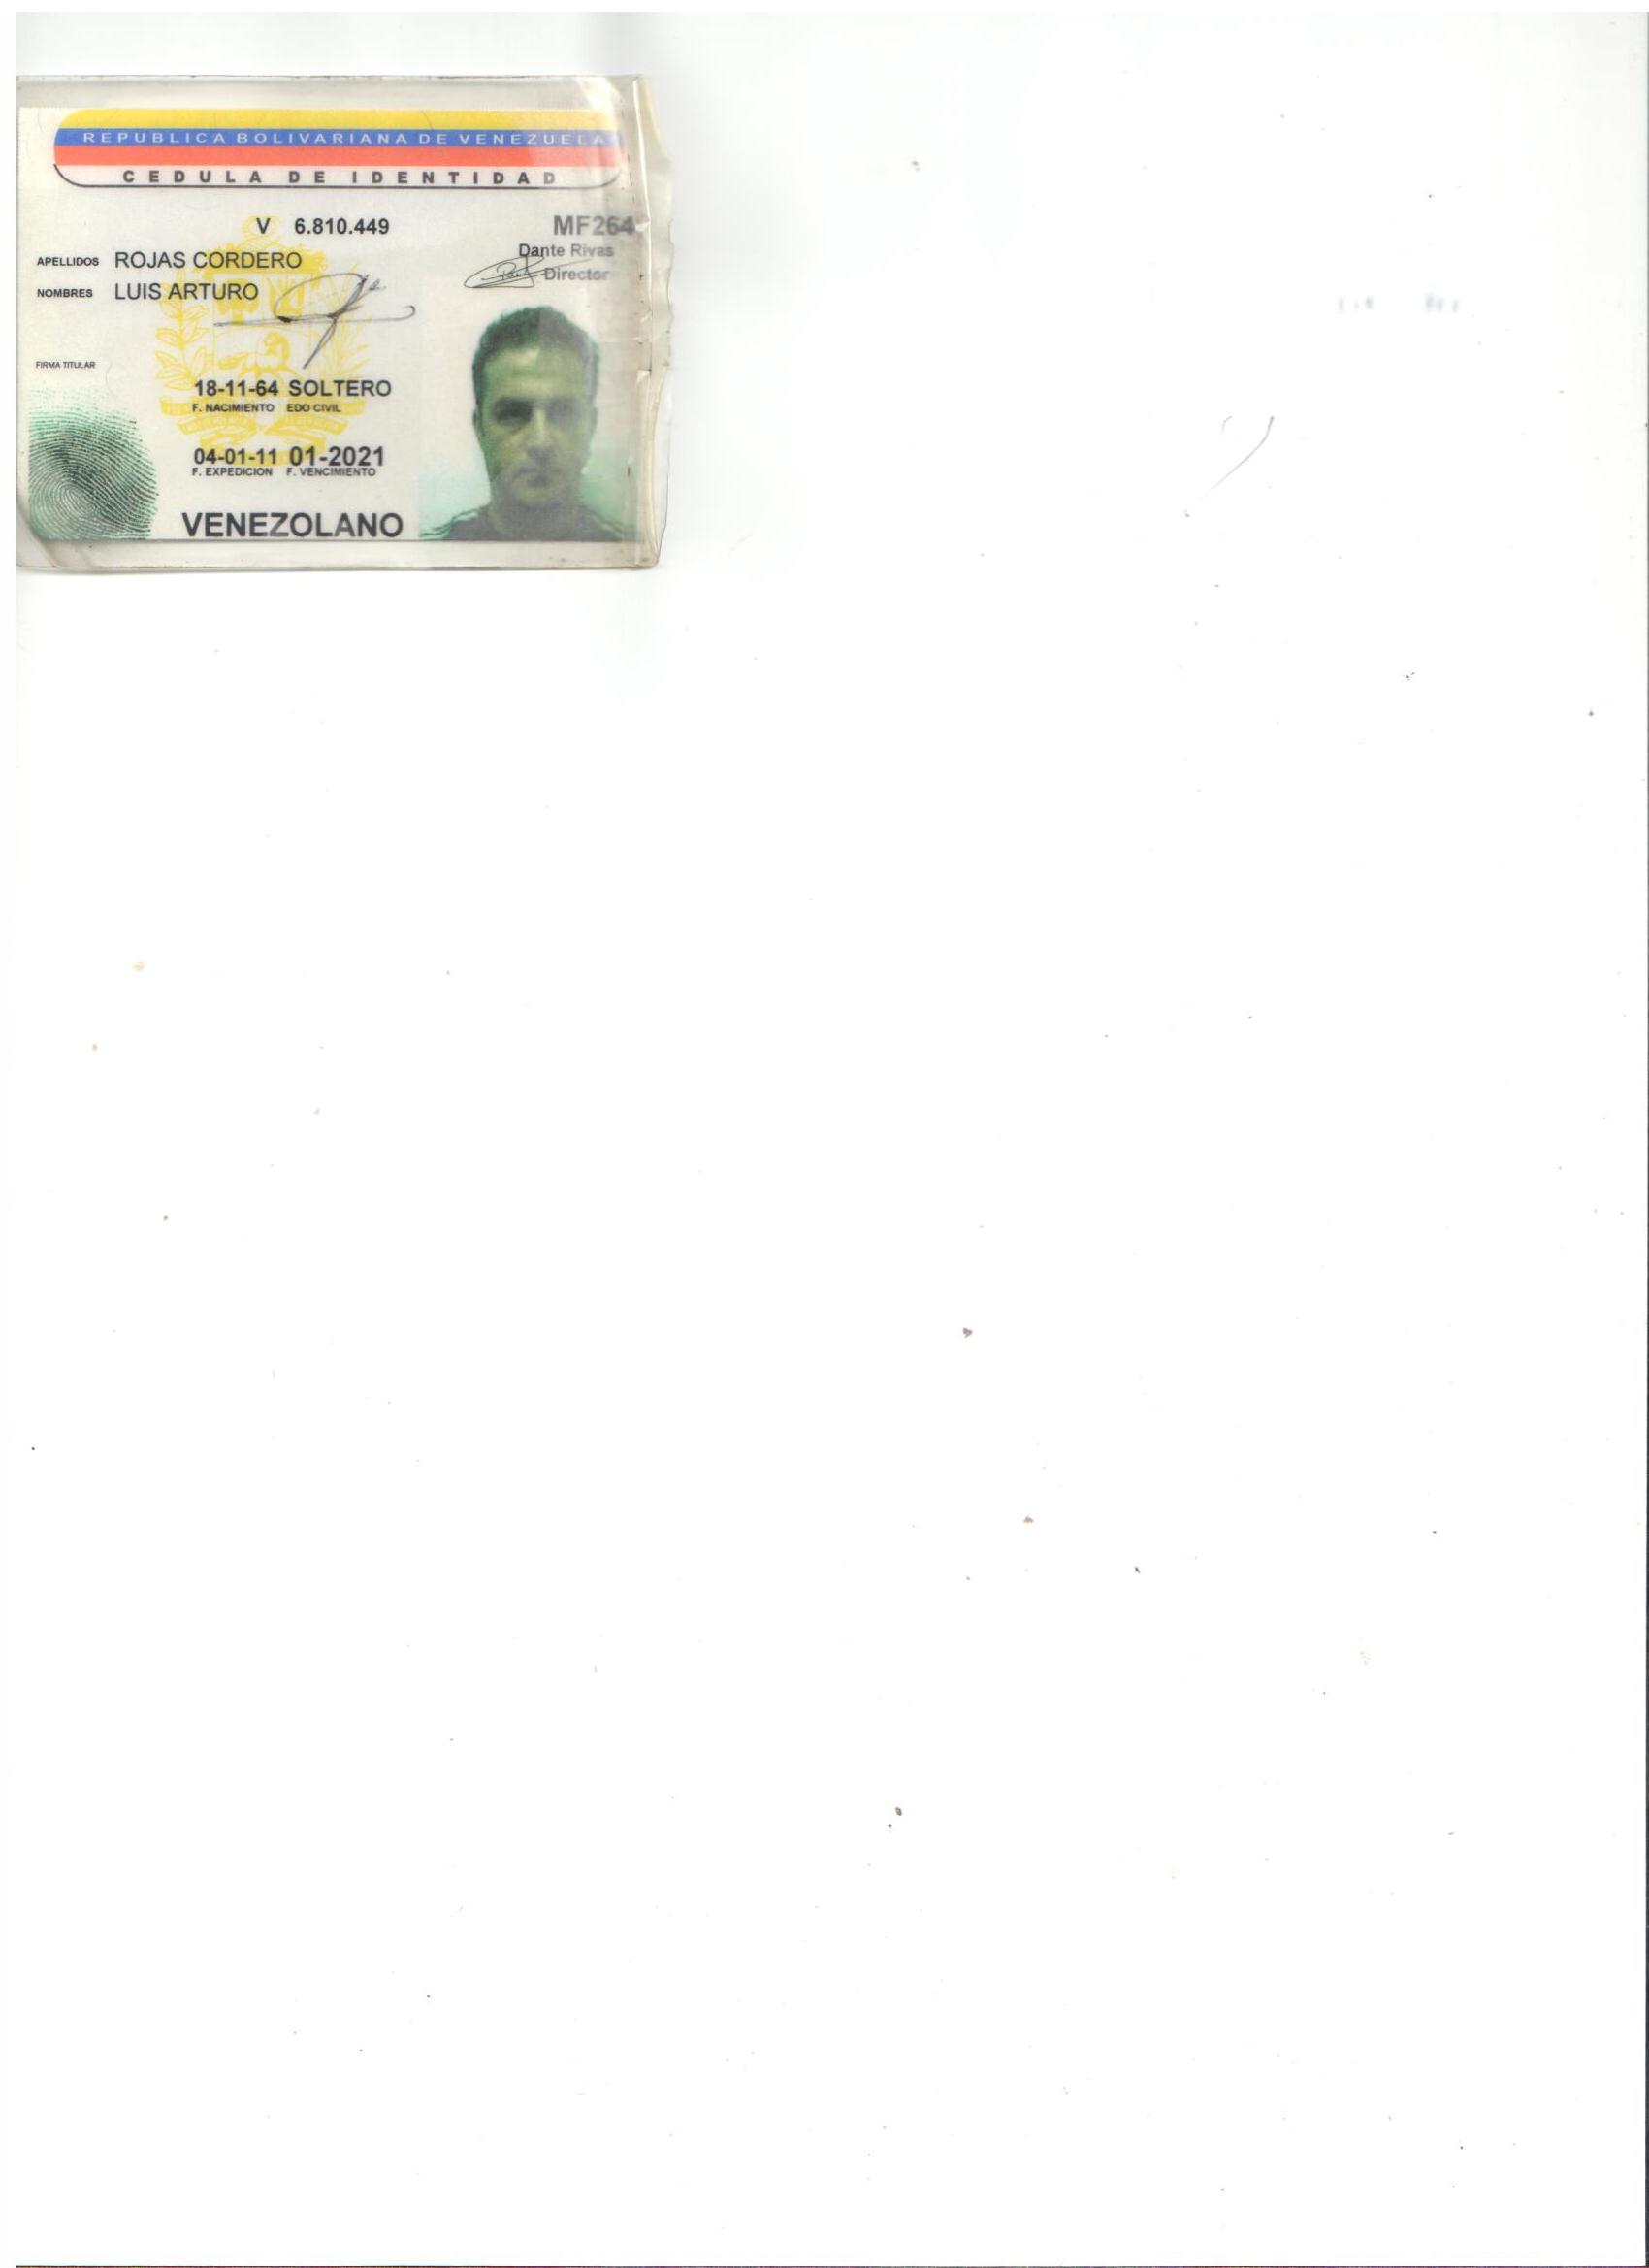 REPUBLICA BOLIVARIANA DE VENEZUELA
CEDULA DE IDENTIDAD
V 6.810.449
MF264
APELLIDOS ROJAS CORDERO
Dante Rivas
Director
NOMBRES LUIS ARTURO
FIRMA TITULAR
18-11-64 SOLTERO
F. NACIMIENTO EDO CIVIL
04-01-11 01-2021
F. EXPEDICION F. VENCIMIENTO
VENEZOLANO